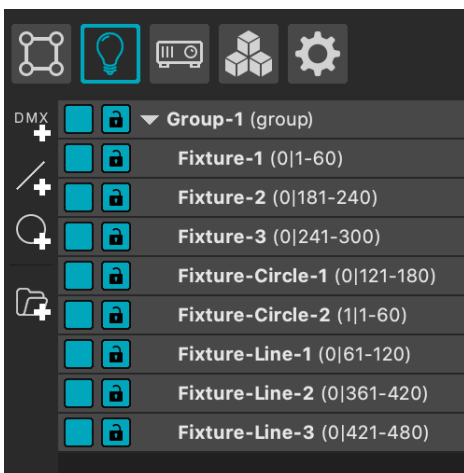 DMX
Group-1 (group)
Fixture-1 (0|1-60)
Fixture-2 (0|181-240)
Fixture-3 (0|241-300)
Fixture-Circle-1 (0|121-180)
Fixture-Circle-2 (1|1-60)
Fixture-Line-1 (0|61-120)
Fixture-Line-2 (0|361-420)
Fixture-Line-3 (0|421-480)